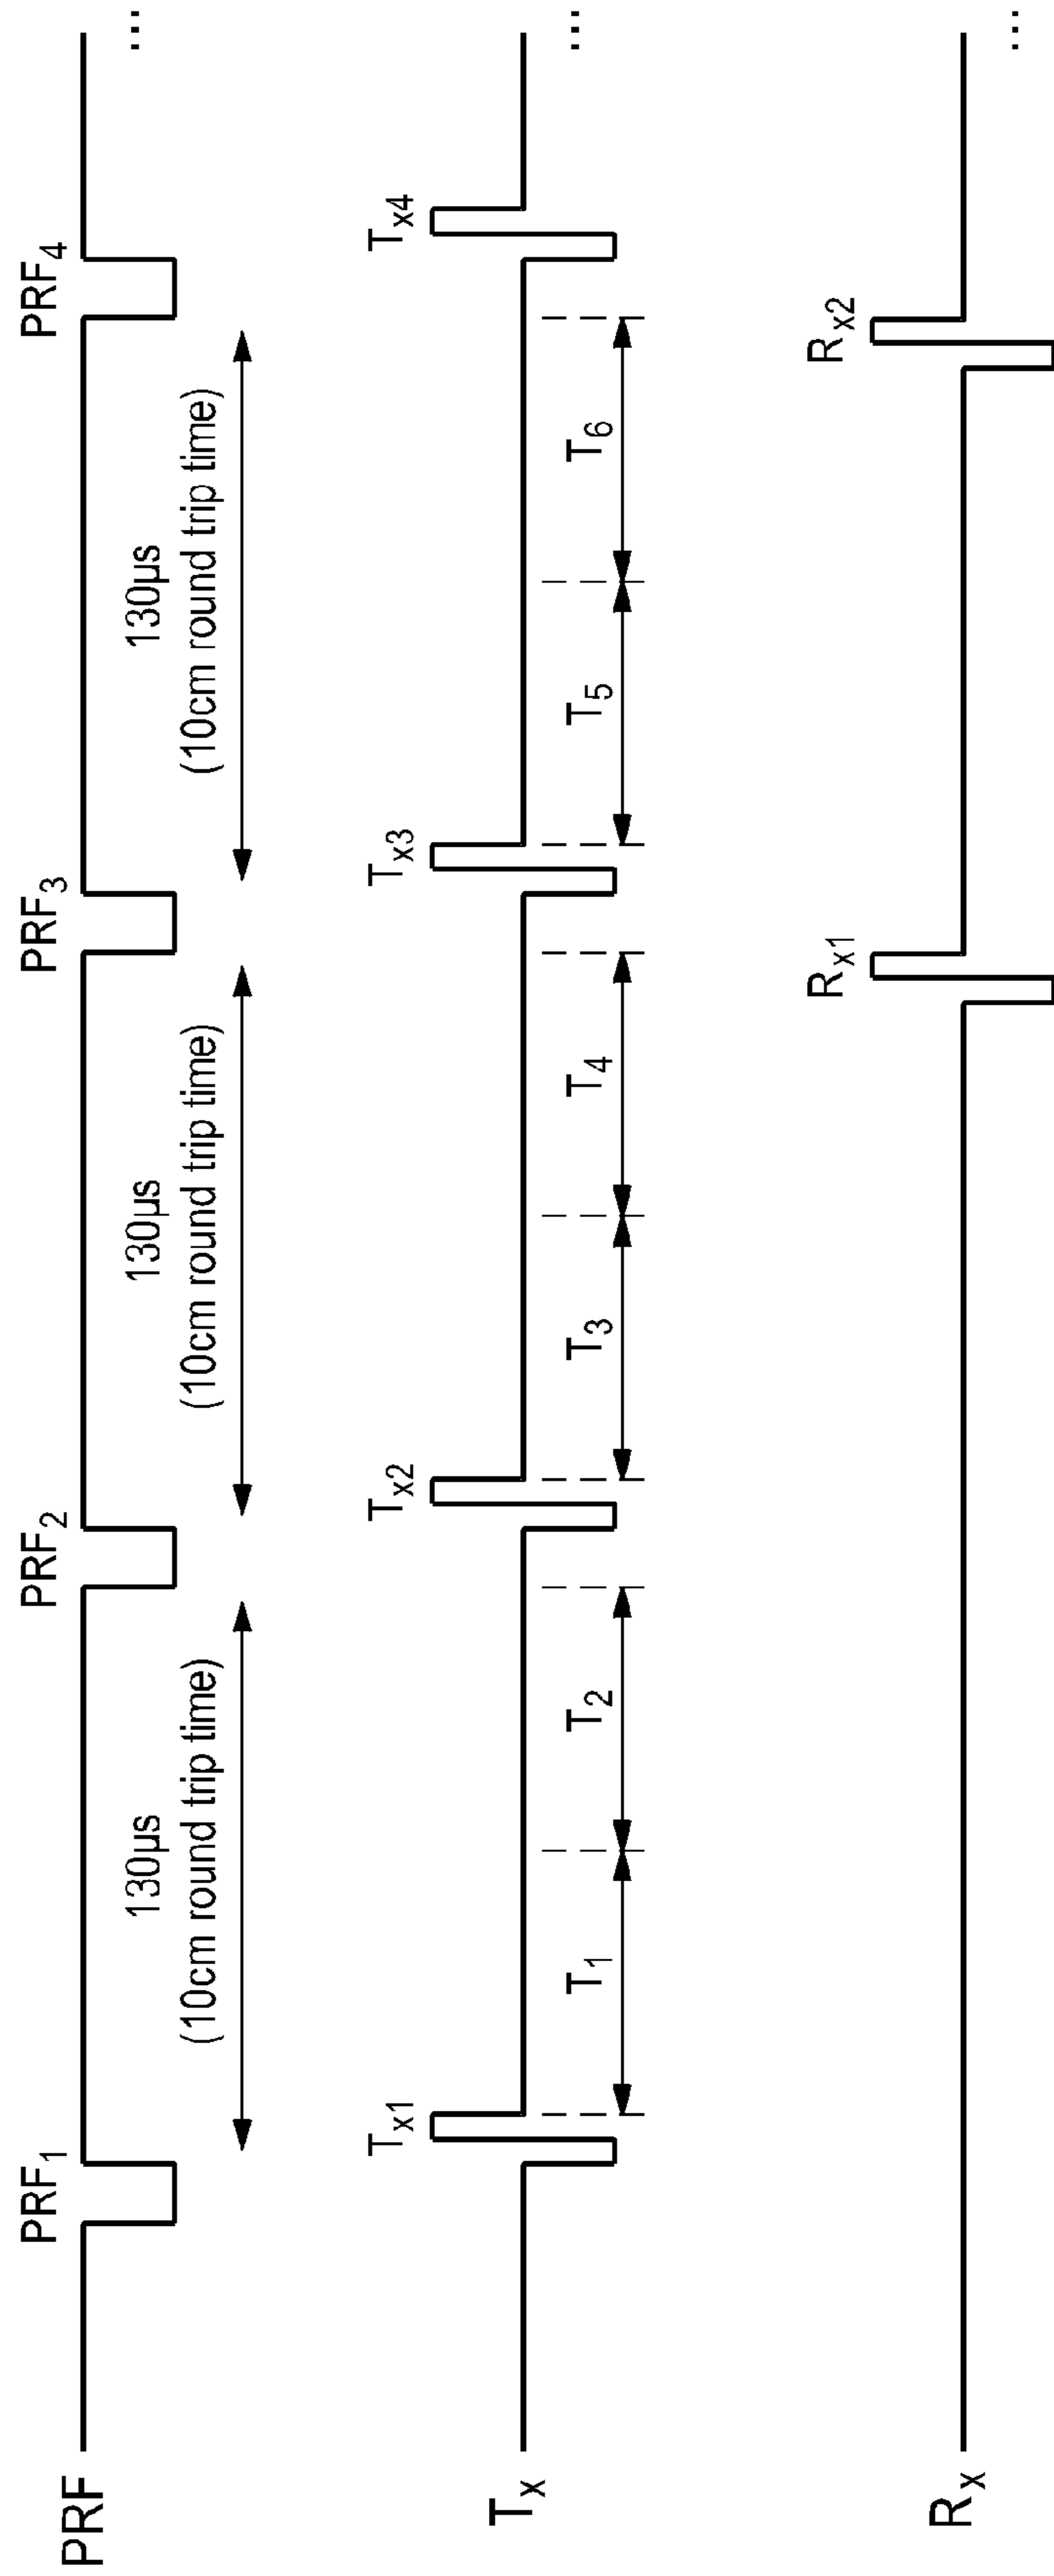 PRF
PRF1
PRF2
PRF3
PRF4
...
130µs
(10cm round trip time)
130µs
(10cm round trip time)
130µs
(10cm round trip time)
Tx
Tx1
Tx2
Tx3
Tx4
...
T1
T2
T3
T4
T5
T6
Rx
Rx1
Rx2
...